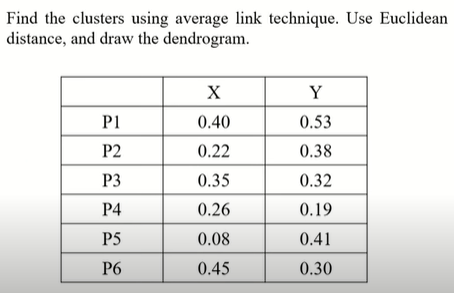 Find the clusters using average link technique. Use Euclidean
distance, and draw the dendrogram.
X Y
P1 0.40 0.53
P2 0.22 0.38
P3 0.35 0.32
P4 0.26 0.19
P5 0.08 0.41
P6 0.45 0.30